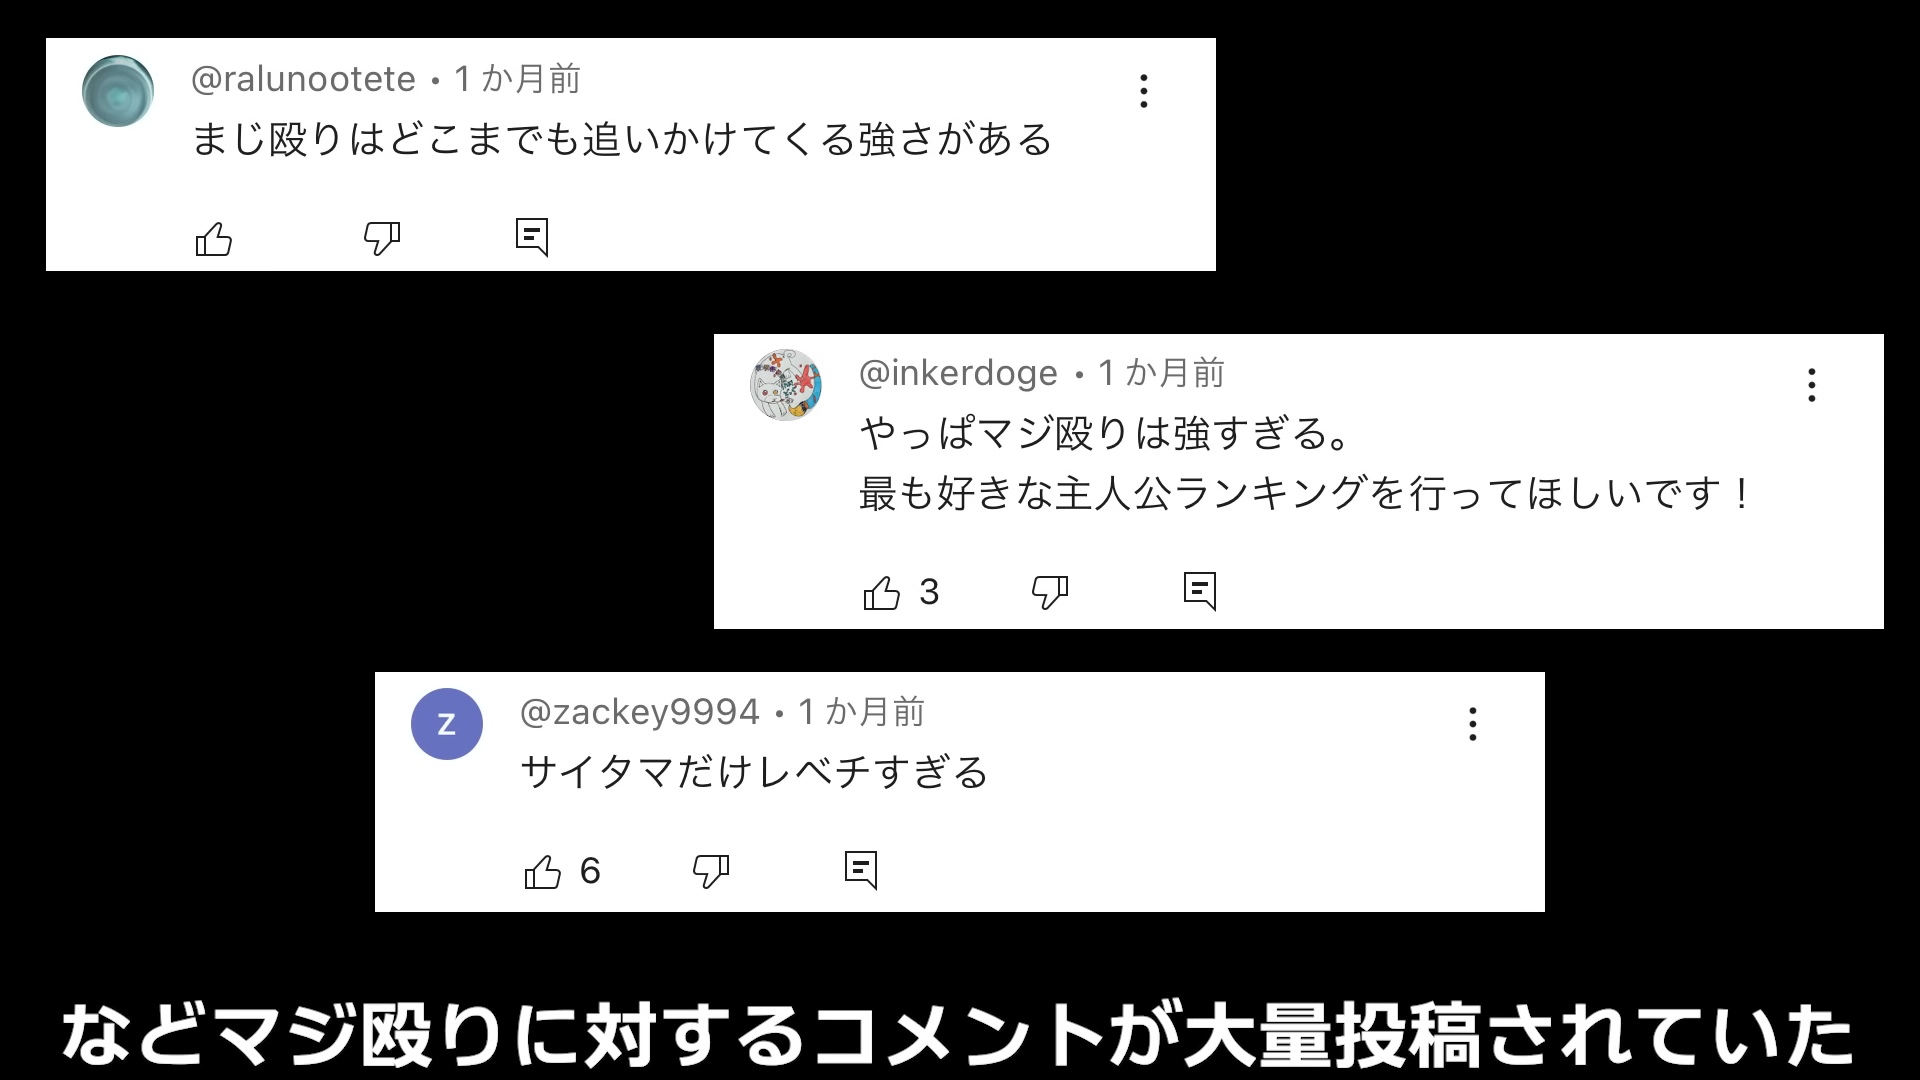 @ralunootete • 1 か月前
まじ殴りはどこまでも追いかけてくる強さがある
@inkerdoge • 1 か月前
やっぱマジ殴りは強すぎる。
最も好きな主人公ランキングを行ってほしいです！
3
Z
@zackey9994 • 1 か月前
サイタマだけレベチすぎる
6
などマジ殴りに対するコメントが大量投稿されていた